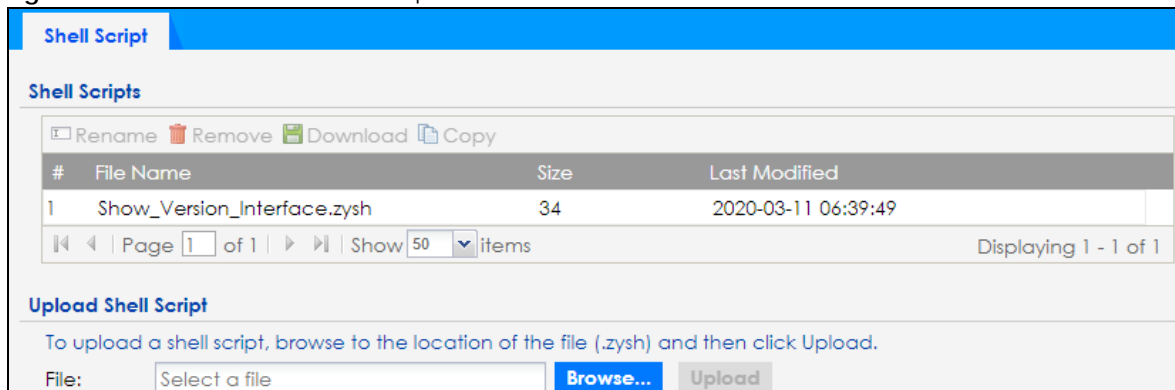 Shell Script
Shell Scripts
Rename Remove Download Copy
# File Name Size Last Modified
1 Show_Version_Interface.zysh 34 2020-03-11 06:39:49
Page 1 of 1 Show 50 items Displaying 1 - 1 of 1
Upload Shell Script
To upload a shell script, browse to the location of the file (.zysh) and then click Upload.
File: Select a file Browse... Upload